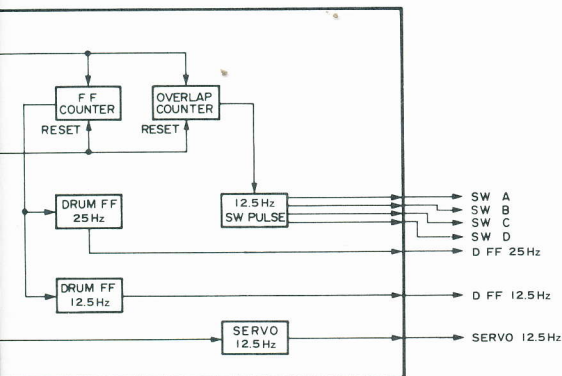 F F
COUNTER
OVERLAP
COUNTER
RESET
RESET
DRUM FF
25Hz
12.5Hz
SW PULSE
SW A
SW B
SW C
SW D
D FF 25Hz
DRUM FF
12.5Hz
D FF 12.5Hz
SERVO
12.5Hz
SERVO 12.5Hz